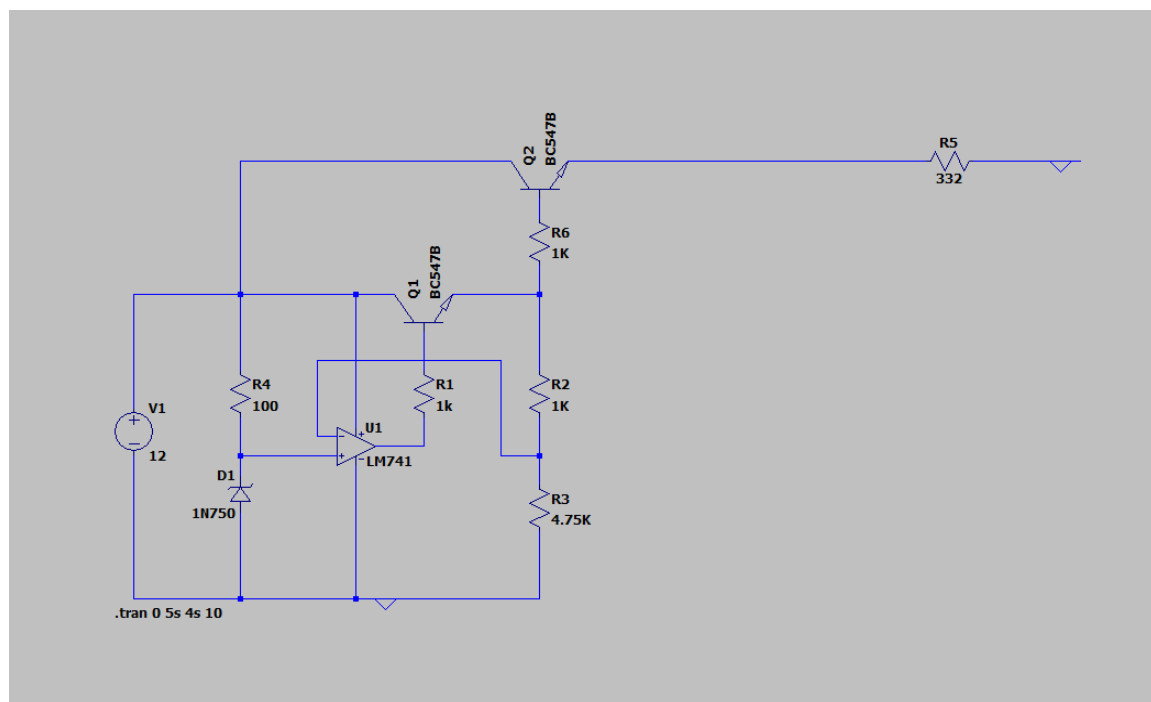 Q2
BC547B
R5
332
R6
1K
Q1
BC547B
R4
100
R1
1k
R2
1K
V1
12
U1
LM741
D1
1N750
R3
4.75K
.tran 0 5s 4s 10